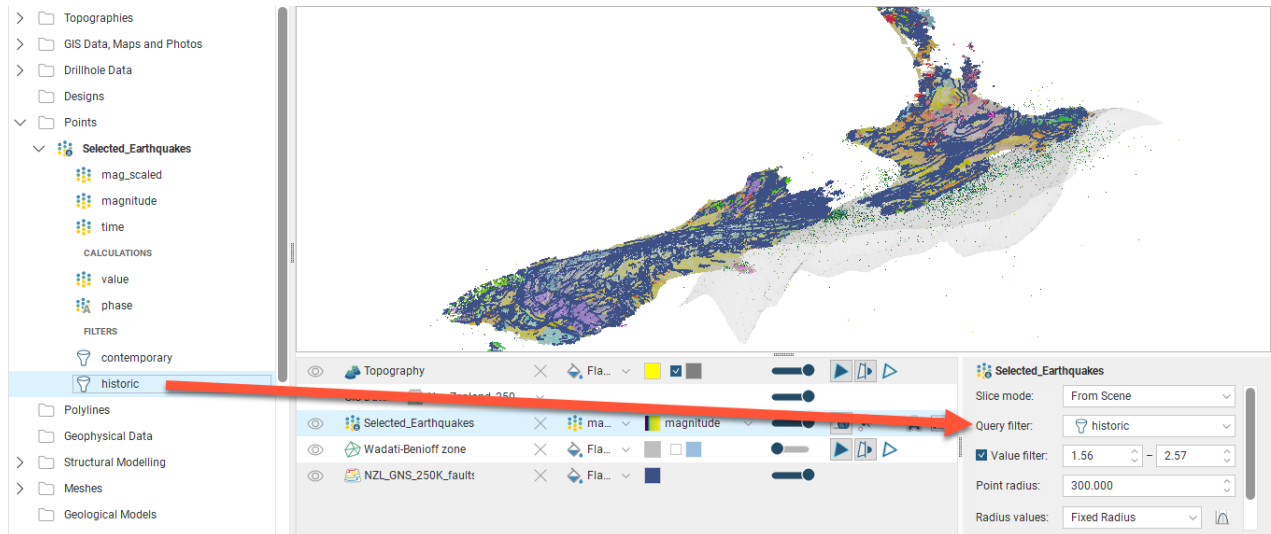 Topographies
GIS Data, Maps and Photos
Drillhole Data
Designs
Points
Selected_Earthquakes
mag_scaled
magnitude
time
CALCULATIONS
value
phase
FILTERS
contemporary
historic
Polylines
Geophysical Data
Structural Modelling
Meshes
Geological Models
Topography
Fla...
Selected_Earthquakes
ma...
magnitude
Wadati-Benioff zone
Fla...
NZL_GNS_250K_faults
Fla...
Selected_Earthquakes
Slice mode: From Scene
Query filter: historic
Value filter: 1.56 – 2.57
Point radius: 300.000
Radius values: Fixed Radius